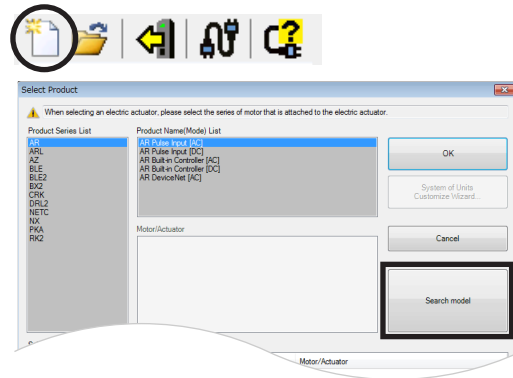 Select Product
When selecting an electric actuator, please select the series of motor that is attached to the electric actuator.
Product Series List
Product Name(Mode) List
AR
ARL
AZ
BLE
BLE2
BX2
CRK
DRL2
NETC
NX
PKA
RK2
AR Pulse Input [AC]
AR Pulse Input [DC]
AR Built-in Controller [AC]
AR Built-in Controller [DC]
AR DeviceNet [AC]
OK
System of Units
Customize Wizard...
Motor/Actuator
Cancel
Search model
Motor/Actuator